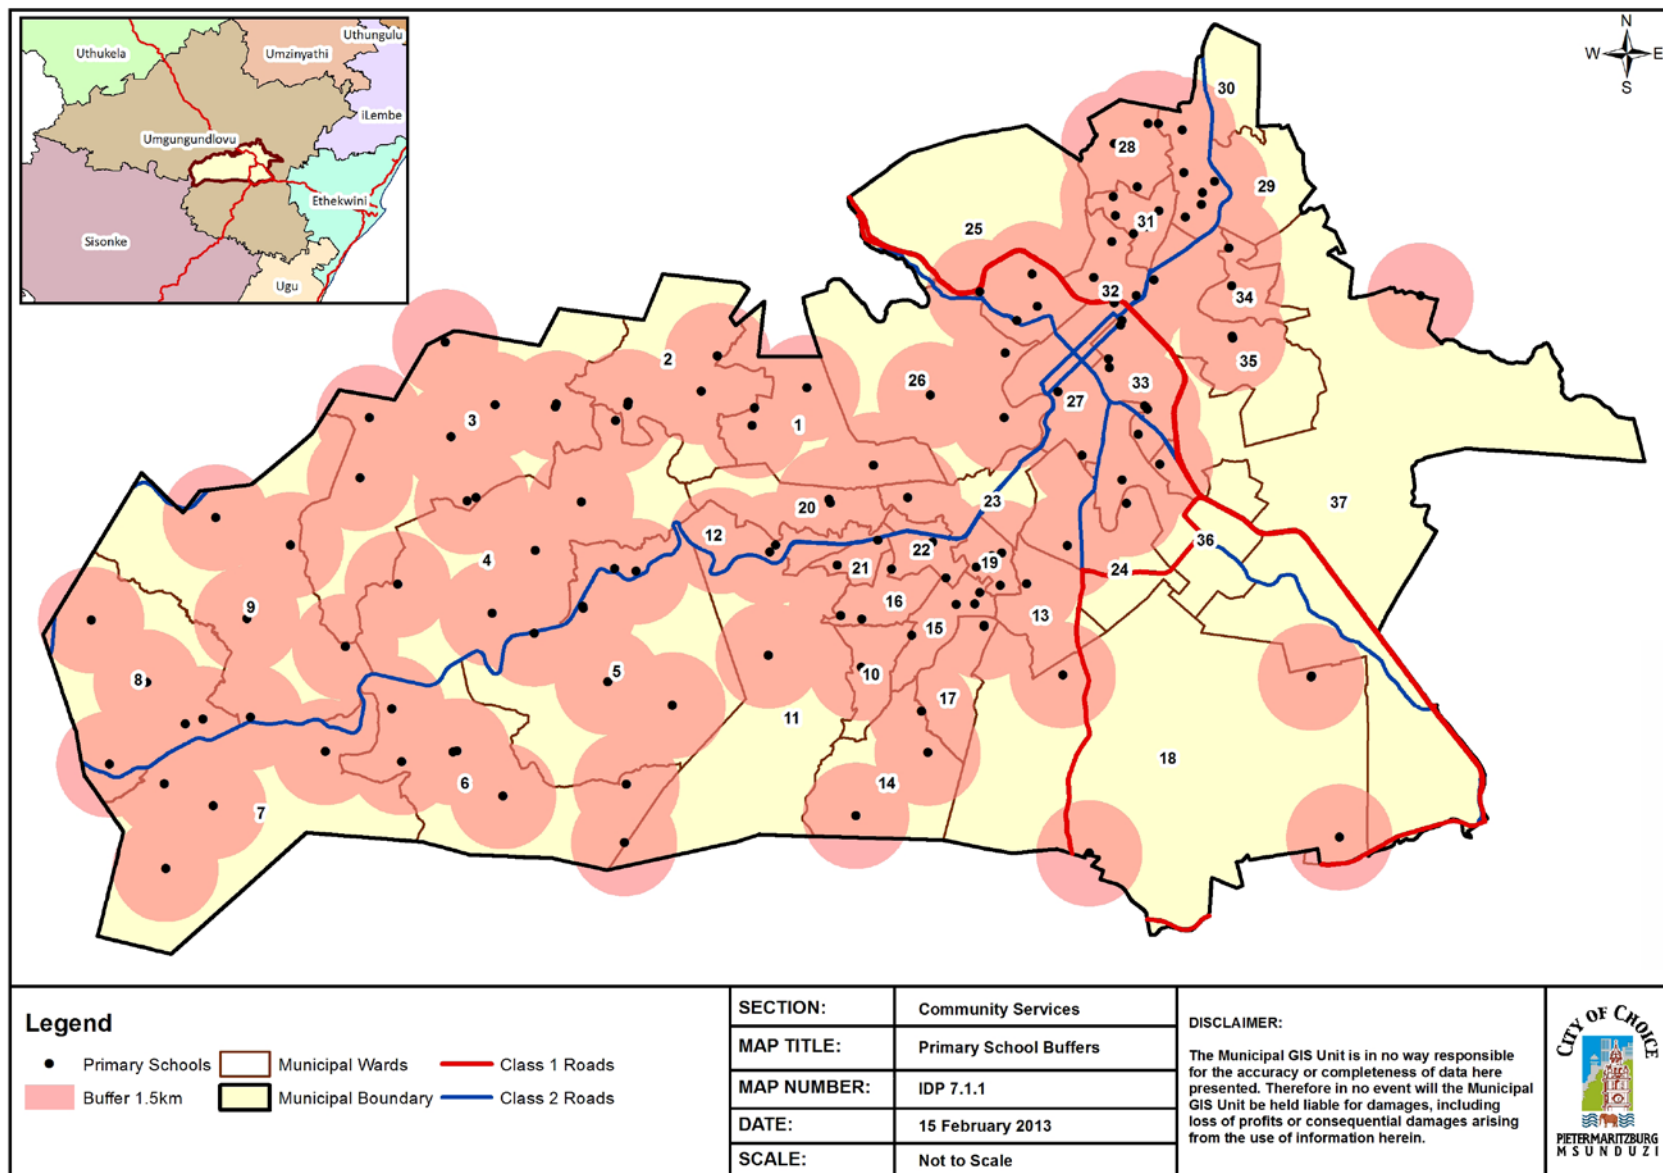 N
W E
S
Uthukela
Umzinyathi
Uthungulu
iLembe
Umgungundlovu
Ethekwini
Sisonke
Ugu
30
28
29
31
25
32
34
2
35
26
33
3
27
1
37
20
23
12
36
22
4
21
19
24
16
9
13
15
5
10
8
17
11
18
6
14
7
Legend
Primary Schools
Municipal Wards
Class 1 Roads
Buffer 1.5km
Municipal Boundary
Class 2 Roads
SECTION: Community Services
MAP TITLE: Primary School Buffers
MAP NUMBER: IDP 7.1.1
DATE: 15 February 2013
SCALE: Not to Scale
DISCLAIMER:
The Municipal GIS Unit is in no way responsible
for the accuracy or completeness of data here
presented. Therefore in no event will the Municipal
GIS Unit be held liable for damages, including
loss of profits or consequential damages arising
from the use of information herein.
CITY OF CHOICE
PIETERMARITZBURG
MSUNDUZI